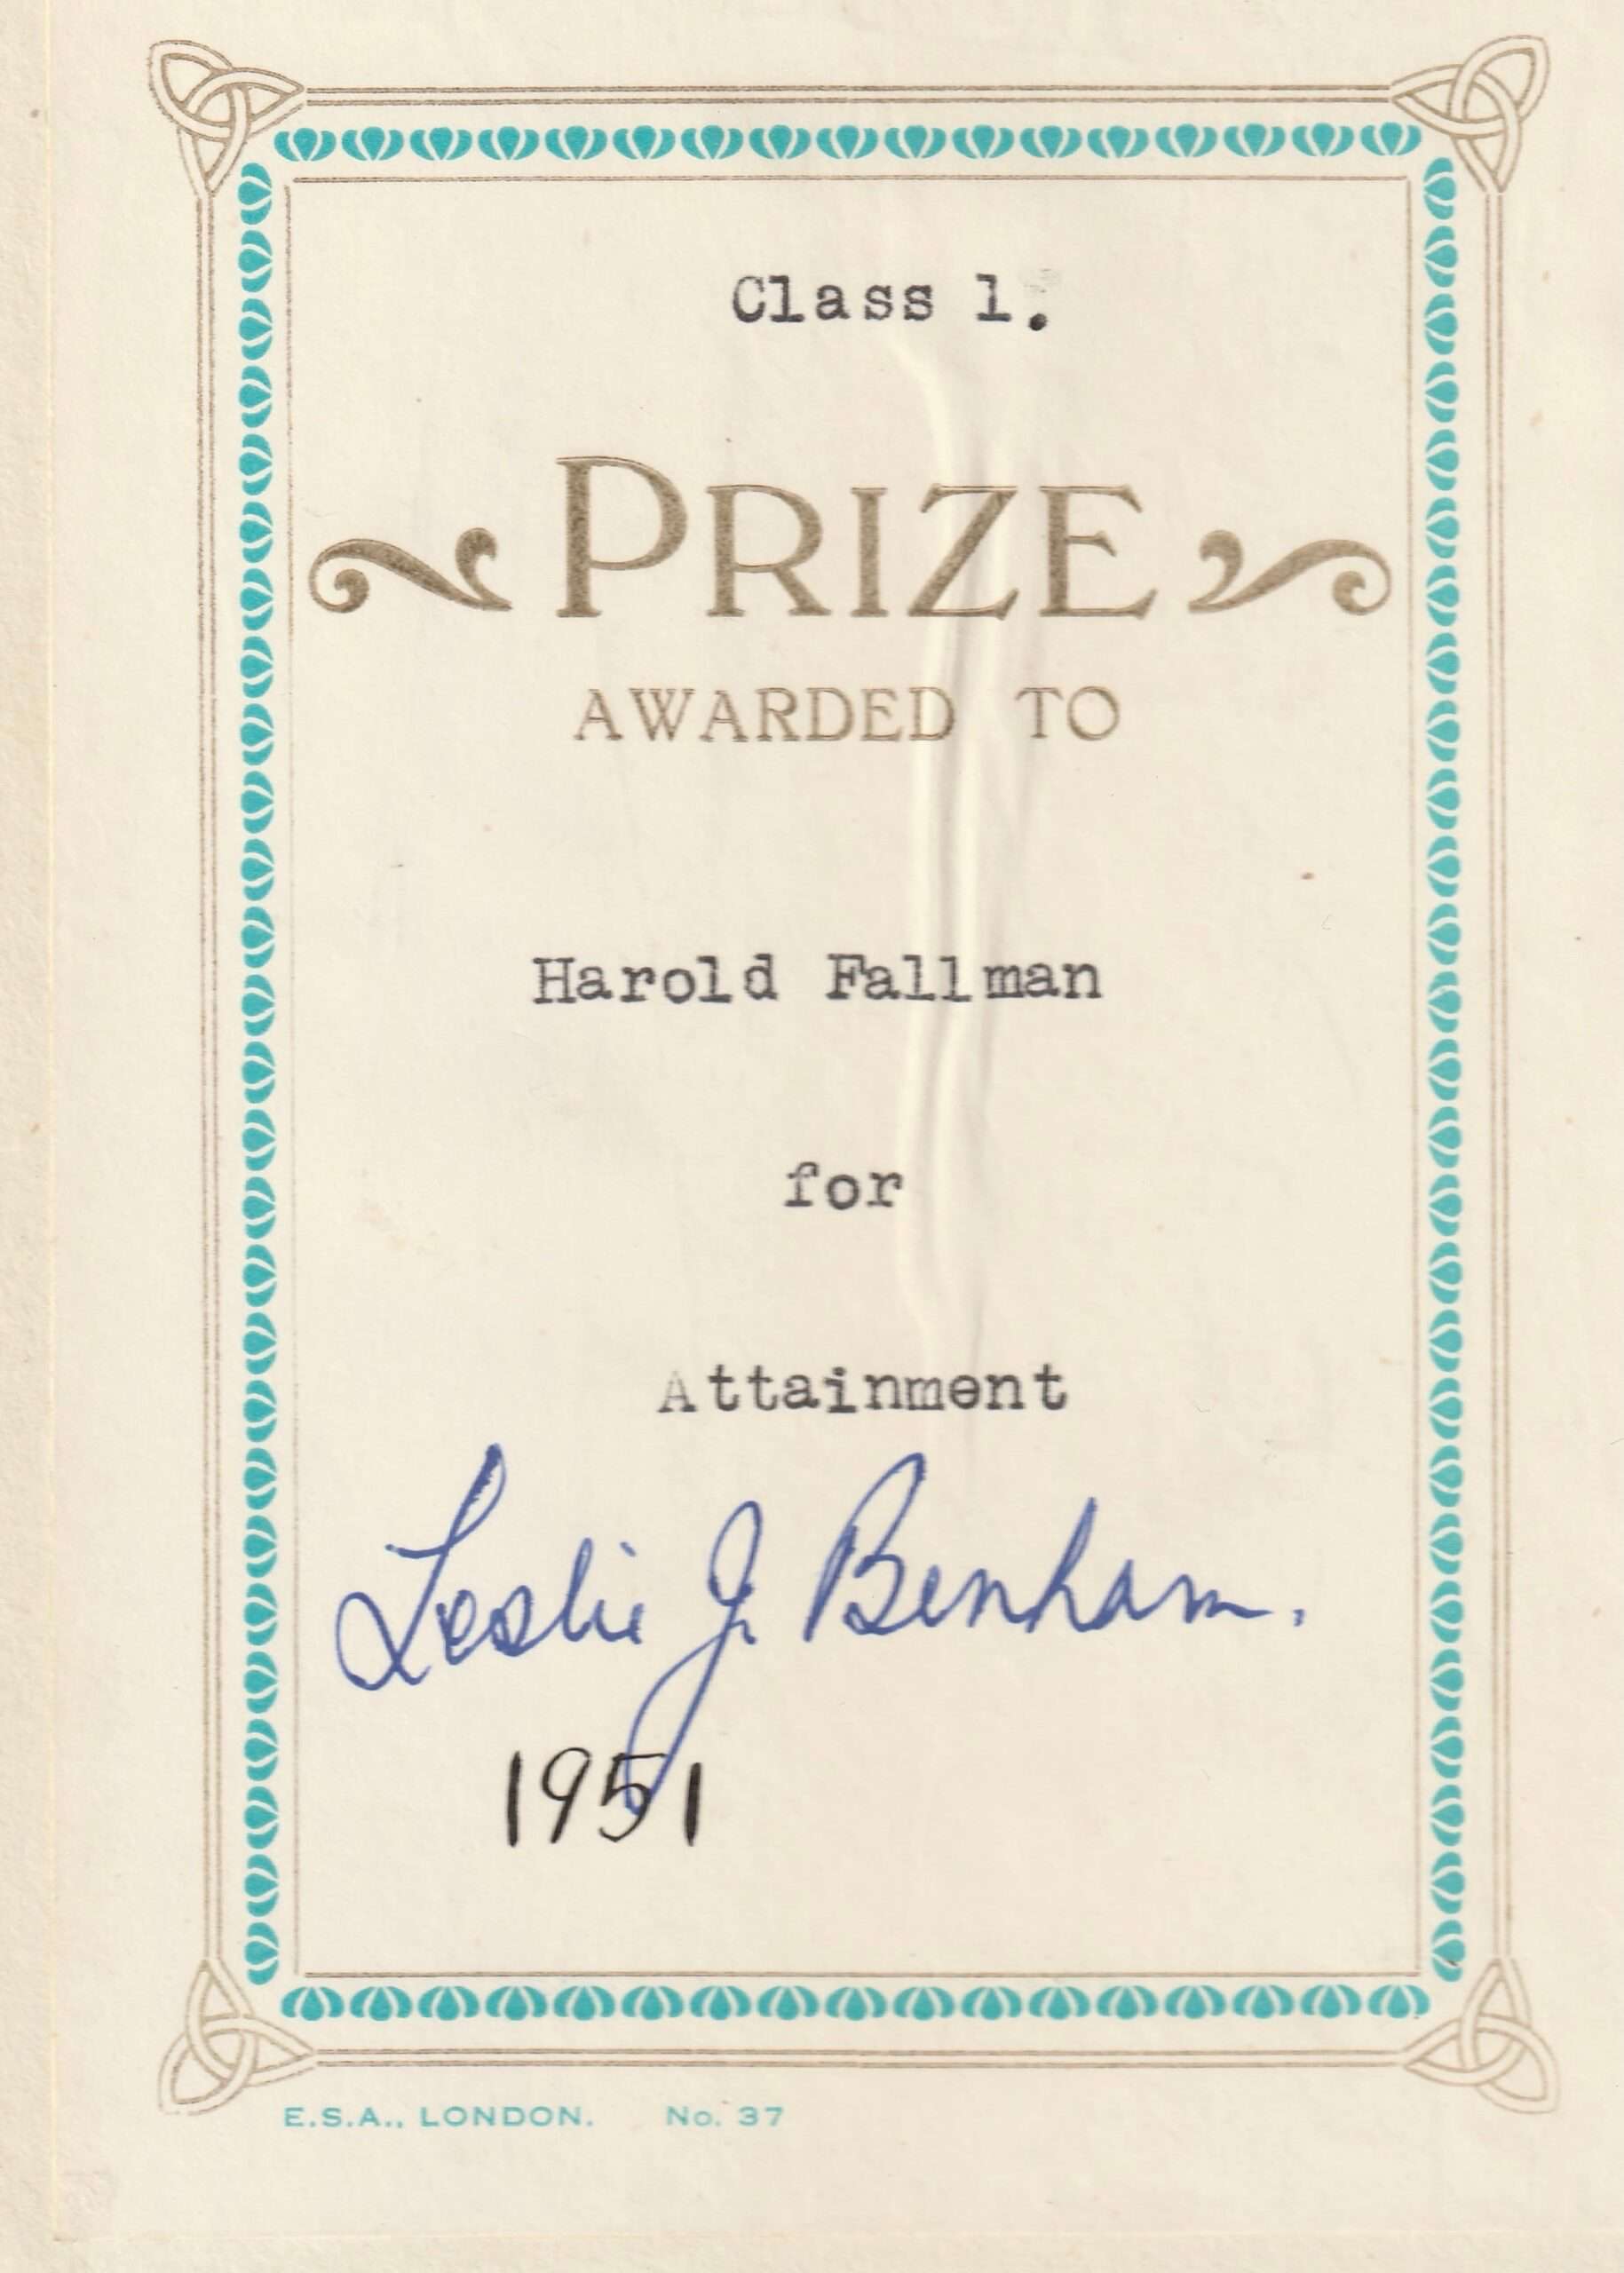 Class 1.
PRIZE
AWARDED TO
Harold Fallman
for
Attainment
Leslie J. Benham.
1951
E.S.A., LONDON. No. 37